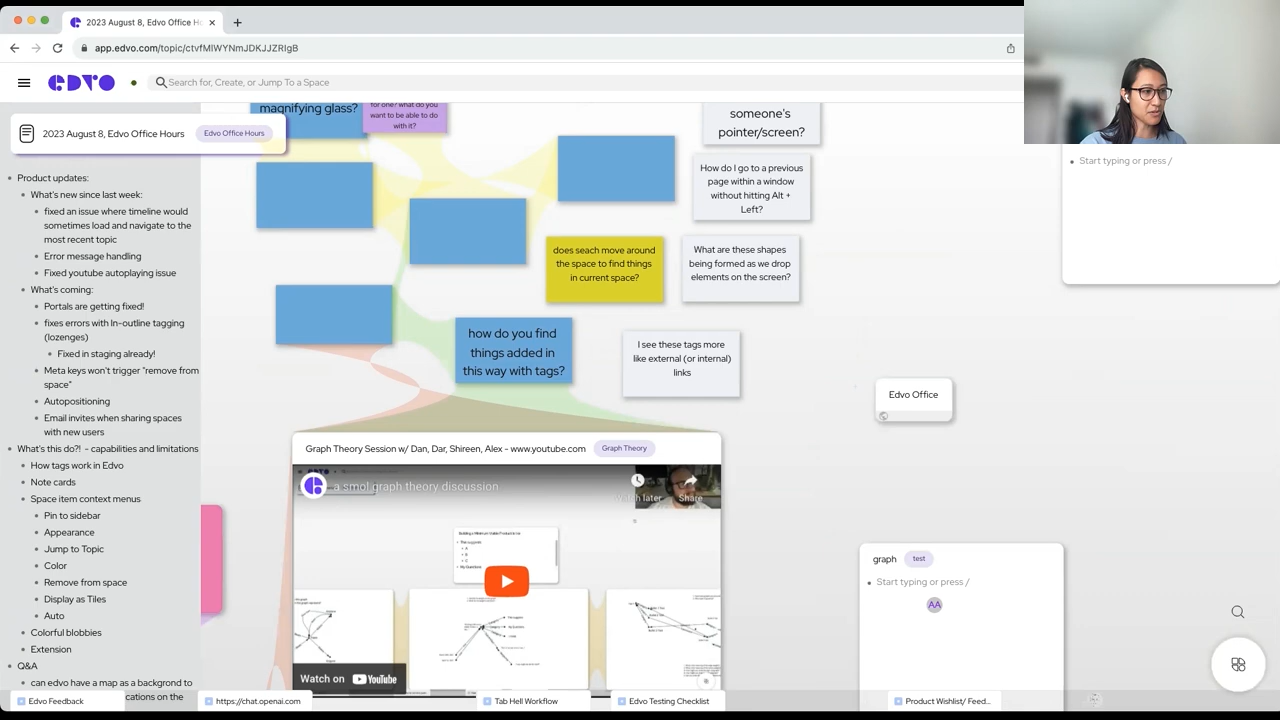 2023 August 8, Edvo Office Ho
app.edvo.com/topic/ctvfMlWYNmJDKJJZRIgB
EDVO
Search for, Create, or Jump To a Space
2023 August 8, Edvo Office Hours
Edvo Office Hours
Product updates:
What's new since last week:
fixed an issue where timeline would
sometimes load and navigate to the
most recent topic
Error message handling
Fixed youtube autoplaying issue
What's coming:
Portals are getting fixed!
fixes errors with In-outline tagging
(lozenges)
Fixed in staging already!
Meta keys won't trigger "remove from
space"
Autopositioning
Email invites when sharing spaces
with new users
What's this do?! - capabilities and limitations
How tags work in Edvo
Note cards
Space item context menus
Pin to sidebar
Appearance
Jump to Topic
Color
Remove from space
Display as Tiles
Auto
Colorful blobbies
Extension
Q&A
can edvo have a map as a backgrond to
cations on the
magnifying glass?
for one? what do you
want to be able to do
with it?
someone's
pointer/screen?
How do I go to a previous
page within a window
without hitting Alt +
Left?
does seach move around
the space to find things
in current space?
What are these shapes
being formed as we drop
elements on the screen?
how do you find
things added in
this way with tags?
I see these tags more
like external (or internal)
links
Edvo Office
Start typing or press /
Graph Theory Session w/ Dan, Dar, Shireen, Alex - www.youtube.com
Graph Theory
a smol graph theory discussion
Watch later
Share
Watch on YouTube
graph
test
Start typing or press /
AA
Edvo Feedback
https://chat.openai.com
Tab Hell Workflow
Edvo Testing Checklist
Product Wishlist/ Feed...